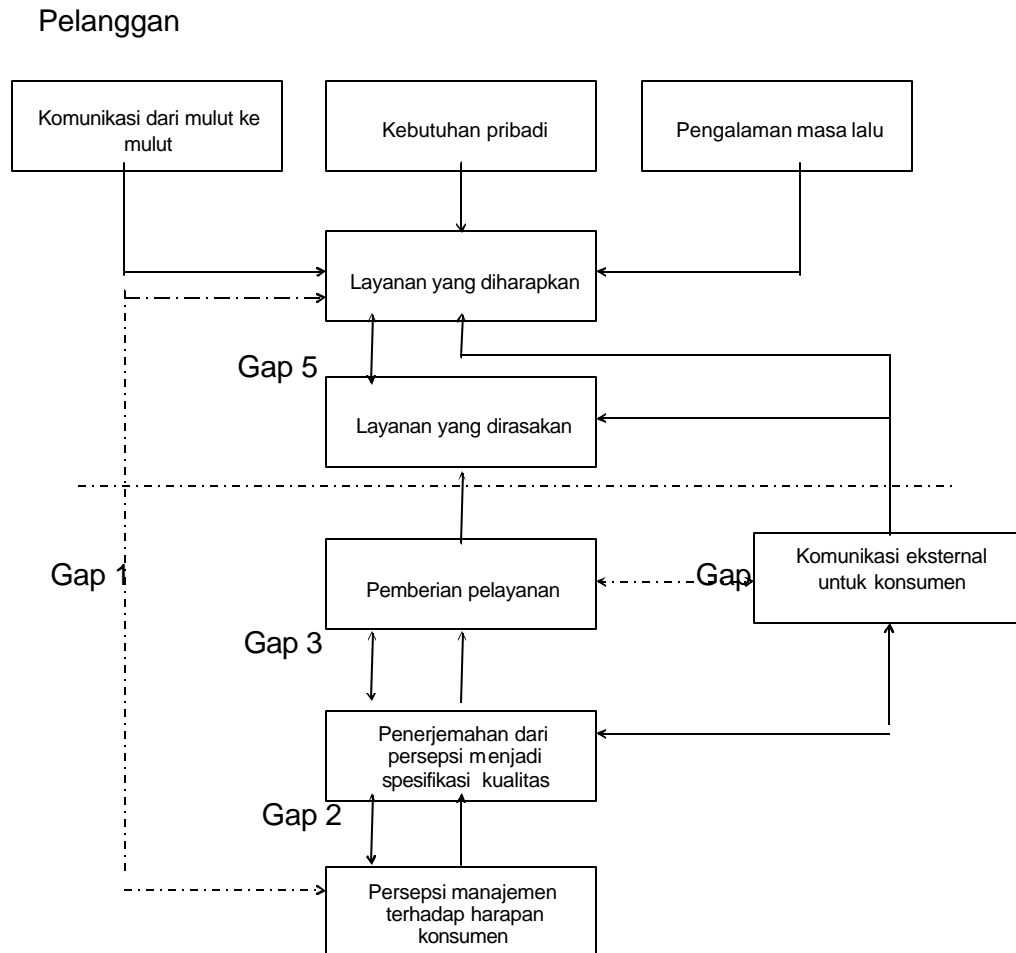 Pelanggan
Komunikasi dari mulut ke
mulut
Kebutuhan pribadi
Pengalaman masa lalu
Layanan yang diharapkan
Gap 5
Layanan yang dirasakan
Gap 1
Pemberian pelayanan
Gap
Komunikasi eksternal
untuk konsumen
Gap 3
Penerjemahan dari
persepsi menjadi
spesifikasi kualitas
Gap 2
Persepsi manajemen
terhadap harapan
konsumen